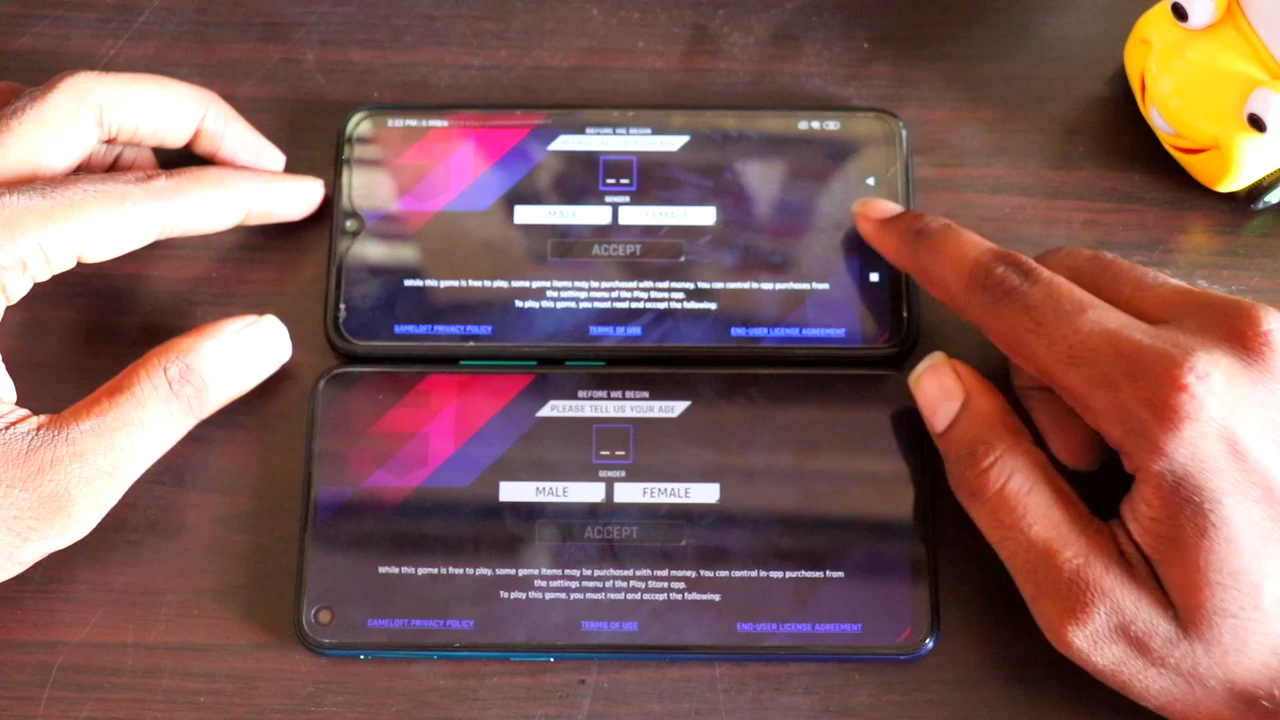 BEFORE WE BEGIN
PLEASE TELL US YOUR AGE
GENDER
MALE FEMALE
ACCEPT
While this game is free to play, some game items may be purchased with real money. You can control in-app purchases from
the settings menu of the Play Store app.
To play this game, you must read and accept the following:
GAMELOFT PRIVACY POLICY TERMS OF USE END-USER LICENSE AGREEMENT
BEFORE WE BEGIN
PLEASE TELL US YOUR AGE
GENDER
MALE FEMALE
ACCEPT
While this game is free to play, some game items may be purchased with real money. You can control in-app purchases from
the settings menu of the Play Store app.
To play this game, you must read and accept the following:
GAMELOFT PRIVACY POLICY TERMS OF USE END-USER LICENSE AGREEMENT